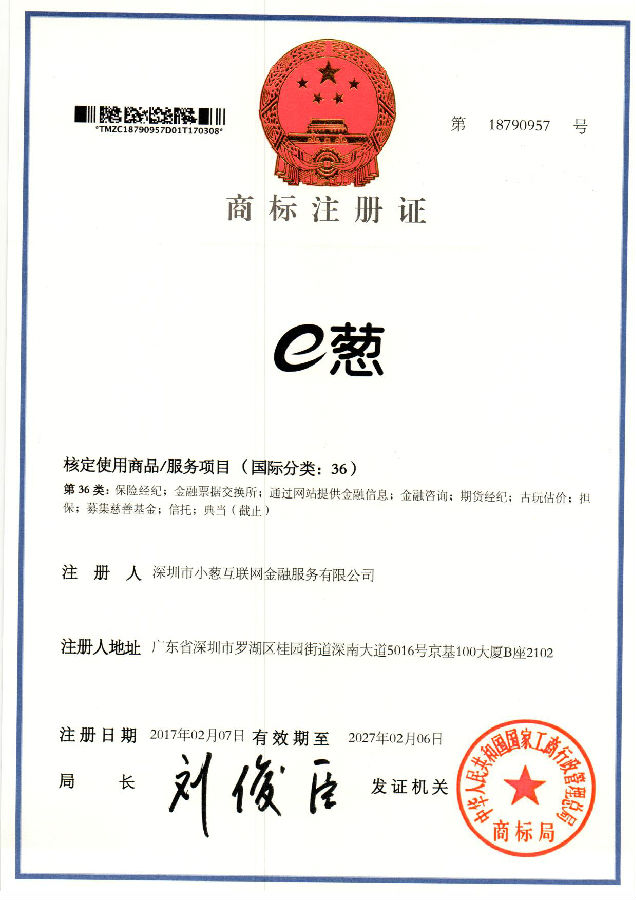 *TMZC18790957D01T170308*
第 18790957 号
商标注册证
e葱
核定使用商品/服务项目（国际分类：36）
第36类：保险经纪；金融票据交换所；通过网站提供金融信息；金融咨询；期货经纪；古玩估价；担
保；募集慈善基金；信托；典当（截止）
注册人 深圳市小葱互联网金融服务有限公司
注册人地址 广东省深圳市罗湖区桂园街道深南大道5016号京基100大厦B座2102
注册日期 2017年02月07日 有效期至 2027年02月06日
局长 刘俊臣 发证机关
中华人民共和国国家工商行政管理总局
商标局